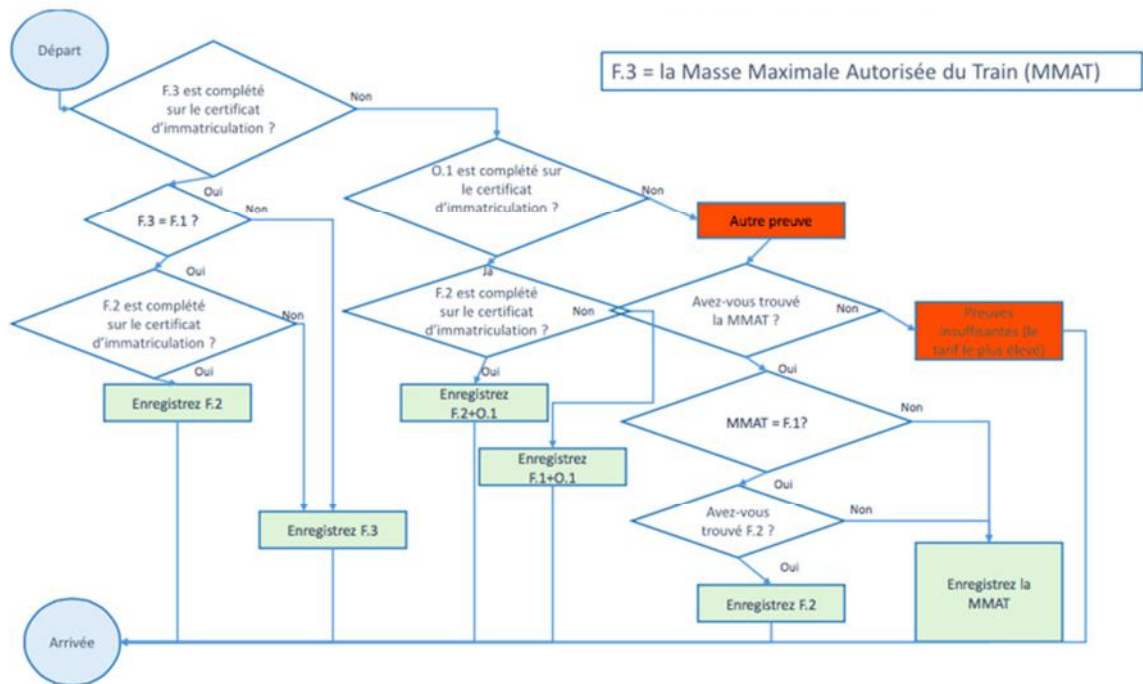 Départ
F.3 = la Masse Maximale Autorisée du Train (MMAT)
F.3 est complété
sur le certificat
d'immatriculation ?
Non
O.1 est complété sur
le certificat
d'immatriculation ?
Non
Oui
F.3 = F.1 ?
Non
Autre preuve
Oui
Ja
F.2 est complété
sur le certificat
d'immatriculation ?
Non
F.2 est complété
sur le certificat
d'immatriculation ?
Non
Avez-vous trouvé
la MMAT ?
Non
Preuves
insuffisantes (le
tarif le plus élevé)
Oui
Enregistrez F.2
Oui
Enregistrez
F.2+O.1
Oui
MMAT = F.1?
Non
Enregistrez
F.1+O.1
Oui
Enregistrez F.3
Avez-vous
trouvé F.2 ?
Non
Oui
Enregistrez F.2
Enregistrez la
MMAT
Arrivée